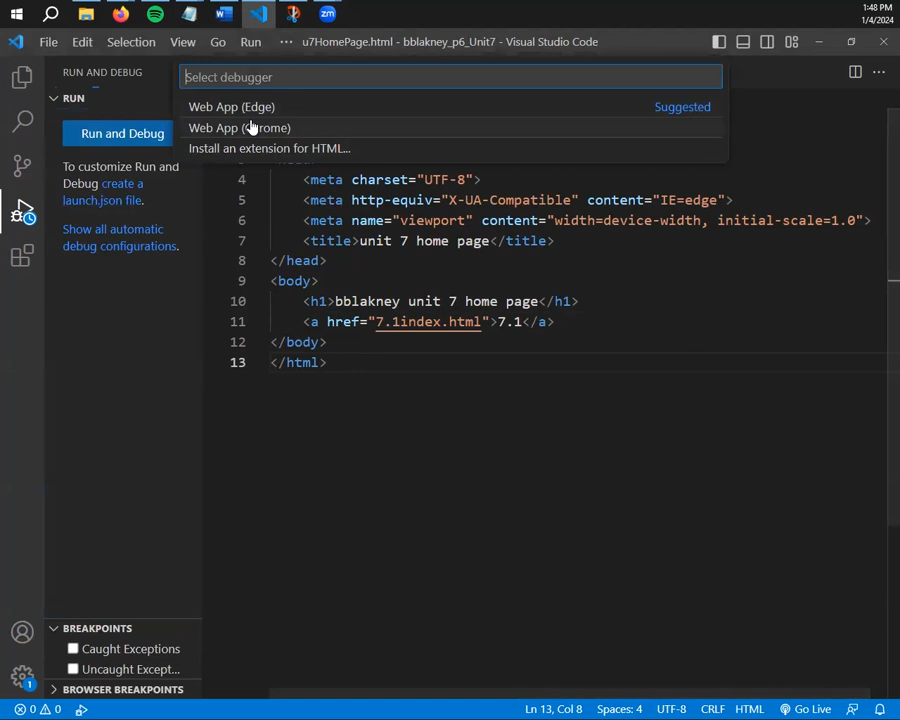 1:48 PM
1/4/2024
File Edit Selection View Go Run ··· u7HomePage.html - bblakney_p6_Unit7 - Visual Studio Code
RUN AND DEBUG
Select debugger
RUN
Web App (Edge) Suggested
Run and Debug
Web App (Chrome)
Install an extension for HTML...
To customize Run and
Debug create a
launch.json file.
Show all automatic
debug configurations.
4 <meta charset="UTF-8">
5 <meta http-equiv="X-UA-Compatible" content="IE=edge">
6 <meta name="viewport" content="width=device-width, initial-scale=1.0">
7 <title>unit 7 home page</title>
8 </head>
9 <body>
10 <h1>bblakney unit 7 home page</h1>
11 <a href="7.1index.html">7.1</a>
12 </body>
13 </html>
BREAKPOINTS
Caught Exceptions
Uncaught Except...
BROWSER BREAKPOINTS
1
0 0 Ln 13, Col 8 Spaces: 4 UTF-8 CRLF HTML Go Live